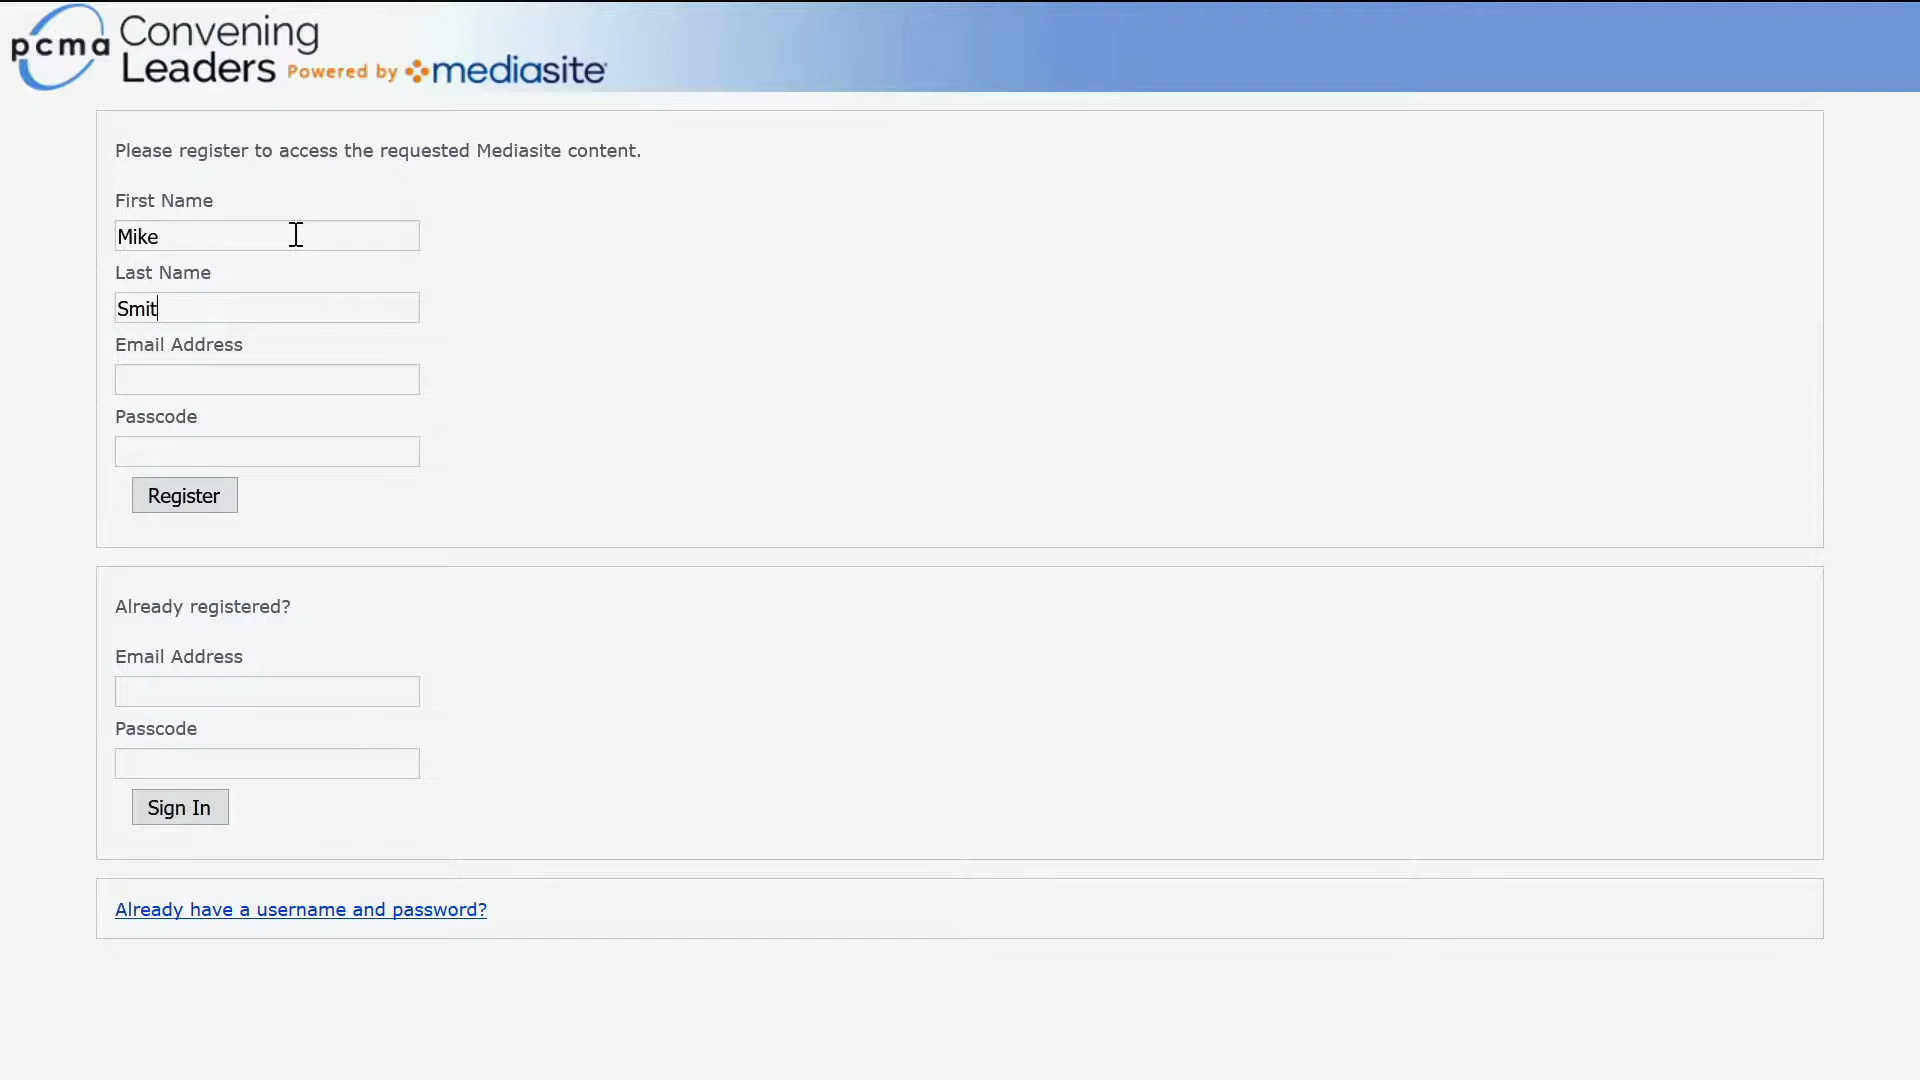 pcma Convening
Leaders Powered by mediasite
Please register to access the requested Mediasite content.
First Name
Mike
Last Name
Smit
Email Address
Passcode
Register
Already registered?
Email Address
Passcode
Sign In
Already have a username and password?